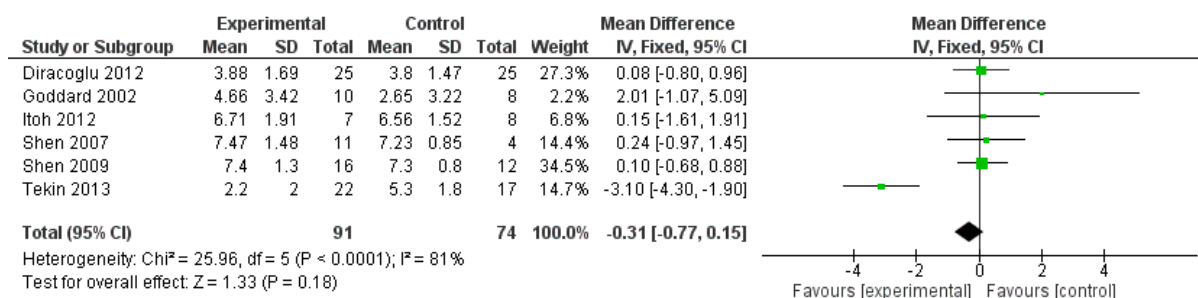 Experimental Control Mean Difference Mean Difference
Study or Subgroup Mean SD Total Mean SD Total Weight IV, Fixed, 95% CI IV, Fixed, 95% CI
Diracoglu 2012 3.88 1.69 25 3.8 1.47 25 27.3% 0.08 [-0.80, 0.96]
Goddard 2002 4.66 3.42 10 2.65 3.22 8 2.2% 2.01 [-1.07, 5.09]
Itoh 2012 6.71 1.91 7 6.56 1.52 8 6.8% 0.15 [-1.61, 1.91]
Shen 2007 7.47 1.48 11 7.23 0.85 4 14.4% 0.24 [-0.97, 1.45]
Shen 2009 7.4 1.3 16 7.3 0.8 12 34.5% 0.10 [-0.68, 0.88]
Tekin 2013 2.2 2 22 5.3 1.8 17 14.7% -3.10 [-4.30, -1.90]
Total (95% CI) 91 74 100.0% -0.31 [-0.77, 0.15]
Heterogeneity: Chi² = 25.96, df = 5 (P < 0.0001); I² = 81%
Test for overall effect: Z = 1.33 (P = 0.18)
-4 -2 0 2 4
Favours [experimental] Favours [control]